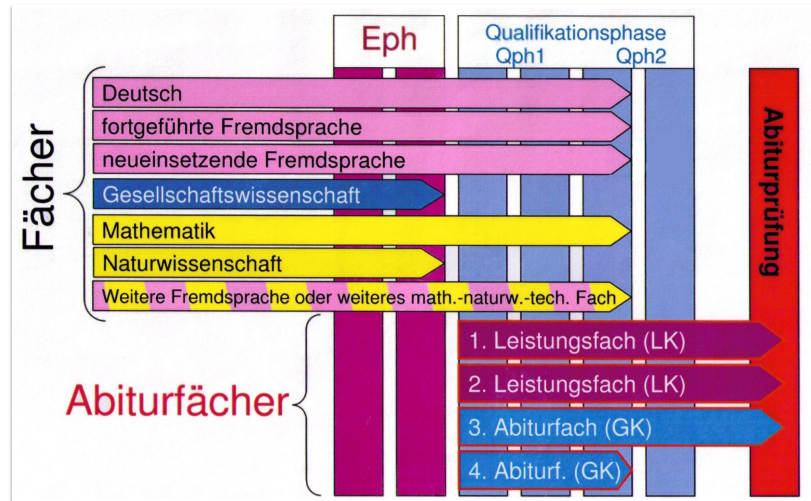 Eph
Qualifikationsphase
Qph1 Qph2
Fächer
Deutsch
fortgeführte Fremdsprache
neueinsetzende Fremdsprache
Gesellschaftswissenschaft
Mathematik
Naturwissenschaft
Weitere Fremdsprache oder weiteres math.-naturw.-tech. Fach
Abiturprüfung
Abiturfächer
1. Leistungsfach (LK)
2. Leistungsfach (LK)
3. Abiturfach (GK)
4. Abiturf. (GK)